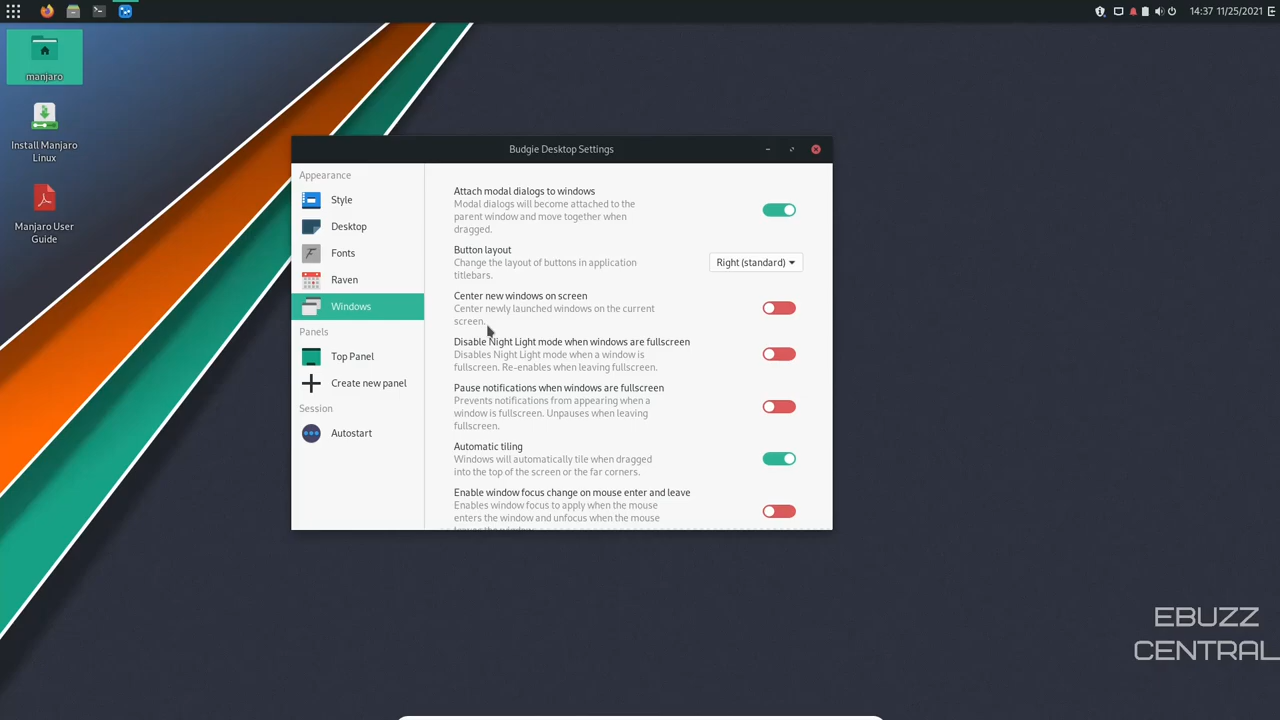 14:37 11/25/2021
manjaro
Install Manjaro
Linux
Manjaro User
Guide
Budgie Desktop Settings
Appearance
Style
Desktop
Fonts
Raven
Windows
Panels
Top Panel
Create new panel
Session
Autostart
Attach modal dialogs to windows
Modal dialogs will become attached to the
parent window and move together when
dragged.
Button layout
Change the layout of buttons in application
titlebars.
Right (standard)
Center new windows on screen
Center newly launched windows on the current
screen.
Disable Night Light mode when windows are fullscreen
Disables Night Light mode when a window is
fullscreen. Re-enables when leaving fullscreen.
Pause notifications when windows are fullscreen
Prevents notifications from appearing when a
window is fullscreen. Unpauses when leaving
fullscreen.
Automatic tiling
Windows will automatically tile when dragged
into the top of the screen or the far corners.
Enable window focus change on mouse enter and leave
Enables window focus to apply when the mouse
enters the window and unfocus when the mouse
EBUZZ
CENTRAL